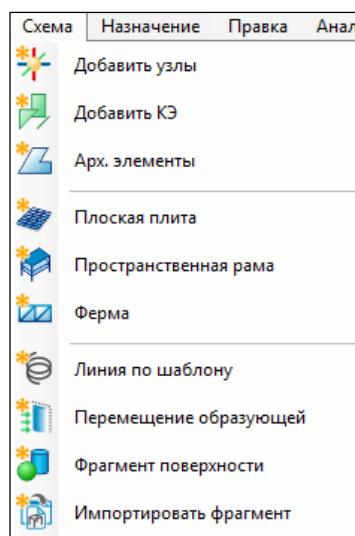 Схема Назначение Правка
Добавить узлы
Добавить КЭ
Арх. элементы
Плоская плита
Пространственная рама
Ферма
Линия по шаблону
Перемещение образующей
Фрагмент поверхности
Импортировать фрагмент